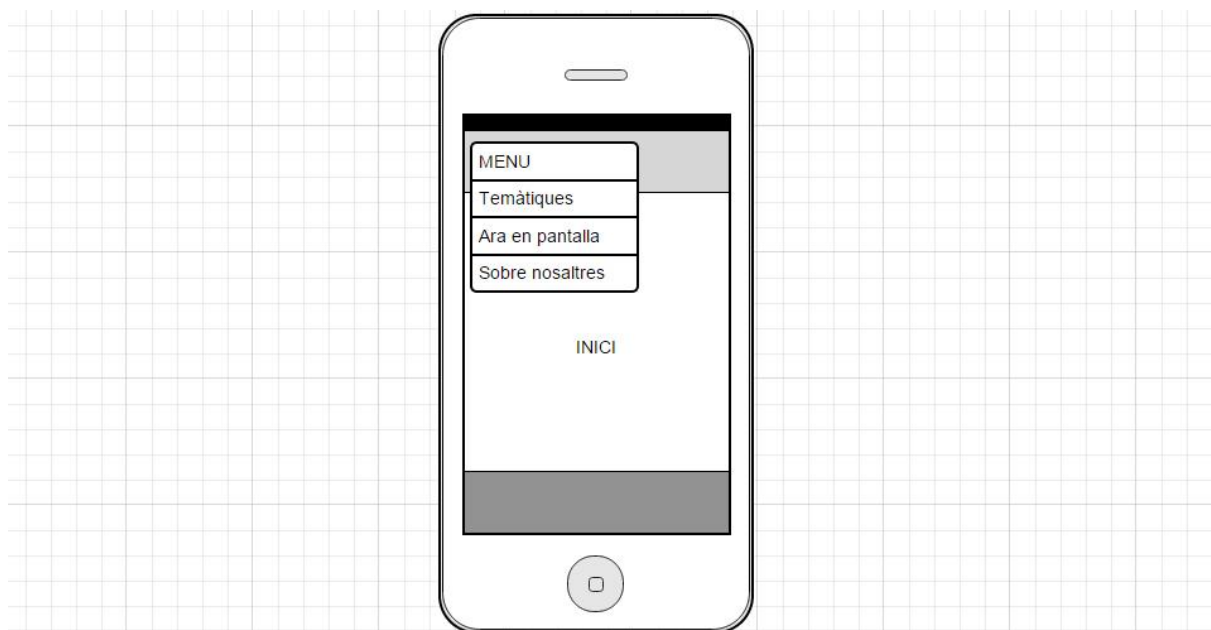 MENU
Temàtiques
Ara en pantalla
Sobre nosaltres
INICI